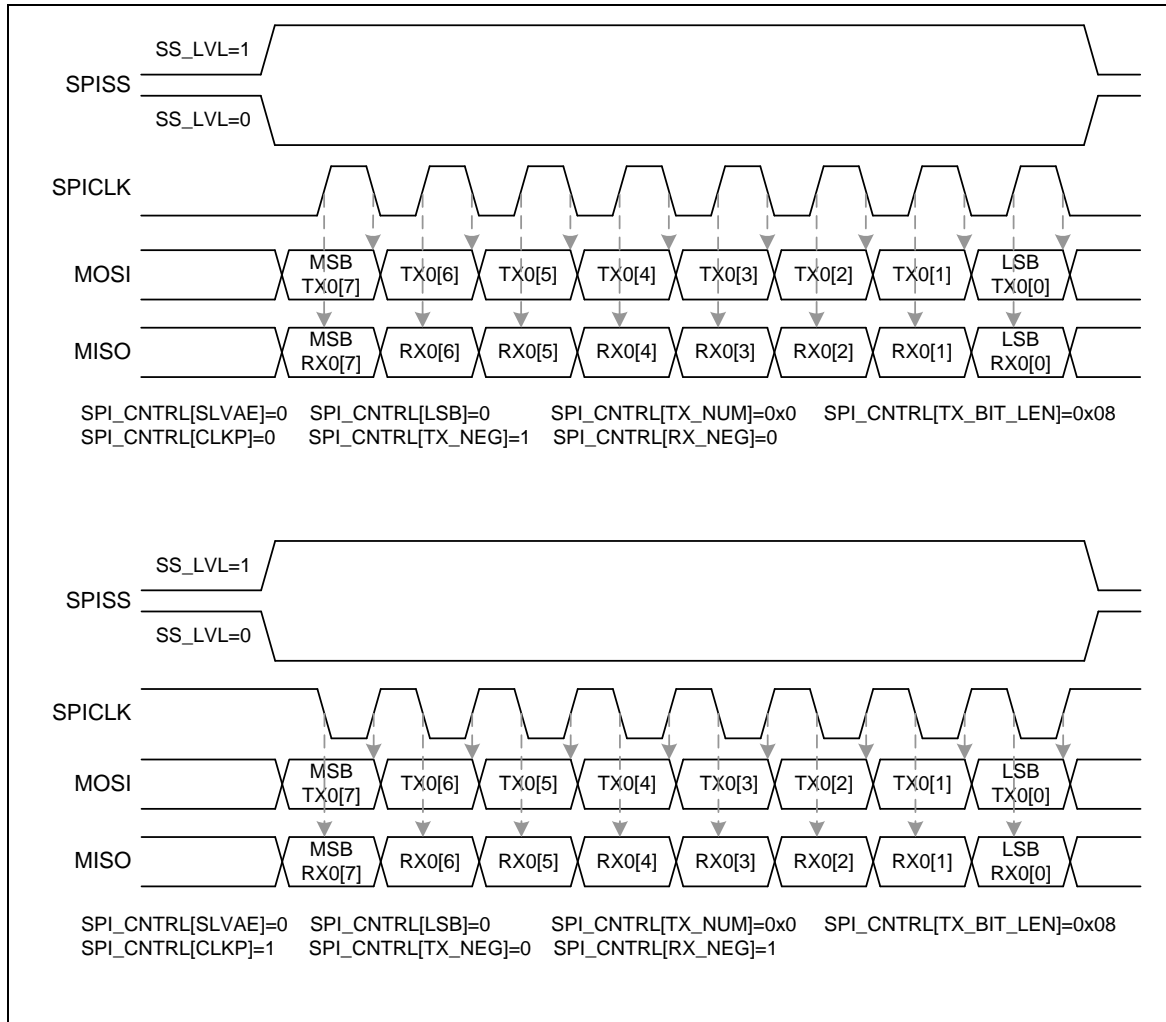 SS_LVL=1
SPISS
SS_LVL=0
SPICLK
MOSI MSB TX0[7] TX0[6] TX0[5] TX0[4] TX0[3] TX0[2] TX0[1] LSB TX0[0]
MISO MSB RX0[7] RX0[6] RX0[5] RX0[4] RX0[3] RX0[2] RX0[1] LSB RX0[0]
SPI_CNTRL[SLVAE]=0 SPI_CNTRL[LSB]=0 SPI_CNTRL[TX_NUM]=0x0 SPI_CNTRL[TX_BIT_LEN]=0x08
SPI_CNTRL[CLKP]=0 SPI_CNTRL[TX_NEG]=1 SPI_CNTRL[RX_NEG]=0
SS_LVL=1
SPISS
SS_LVL=0
SPICLK
MOSI MSB TX0[7] TX0[6] TX0[5] TX0[4] TX0[3] TX0[2] TX0[1] LSB TX0[0]
MISO MSB RX0[7] RX0[6] RX0[5] RX0[4] RX0[3] RX0[2] RX0[1] LSB RX0[0]
SPI_CNTRL[SLVAE]=0 SPI_CNTRL[LSB]=0 SPI_CNTRL[TX_NUM]=0x0 SPI_CNTRL[TX_BIT_LEN]=0x08
SPI_CNTRL[CLKP]=1 SPI_CNTRL[TX_NEG]=0 SPI_CNTRL[RX_NEG]=1